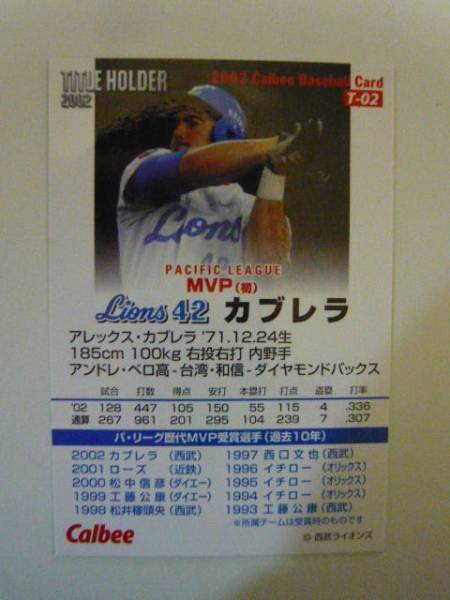 TITLE HOLDER
2002
2003 Calbee Baseball Card
T-02
Lions
42
PACIFIC LEAGUE
MVP(初)
Lions 42 カブレラ
アレックス・カブレラ '71.12.24生
185cm 100kg 右投右打 内野手
アンドレ・ベロ高-台湾・和信-ダイヤモンドバックス
試合 打数 得点 安打 本塁打 打点 盗塁 打率
'02 128 447 105 150 55 115 4 .336
通算 267 961 201 295 104 239 7 .307
パ・リーグ歴代MVP受賞選手(過去10年)
2002 カブレラ (西武) 1997 西口文也 (西武)
2001 ローズ (近鉄) 1996 イチロー (オリックス)
2000 松中信彦 (ダイエー) 1995 イチロー (オリックス)
1999 工藤公康 (ダイエー) 1994 イチロー (オリックス)
1998 松井稼頭央 (西武) 1993 工藤公康 (西武)
※所属チームは受賞時のものです
Calbee
© 西武ライオンズ